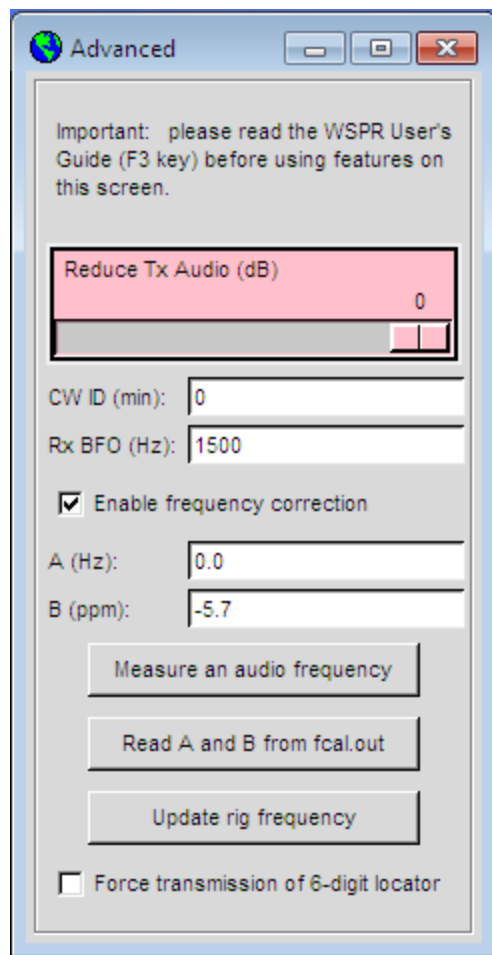 Advanced
Important: please read the WSPR User's
Guide (F3 key) before using features on
this screen.
Reduce Tx Audio (dB)
0
CW ID (min): 0
Rx BFO (Hz): 1500
Enable frequency correction
A (Hz): 0.0
B (ppm): -5.7
Measure an audio frequency
Read A and B from fcal.out
Update rig frequency
Force transmission of 6-digit locator